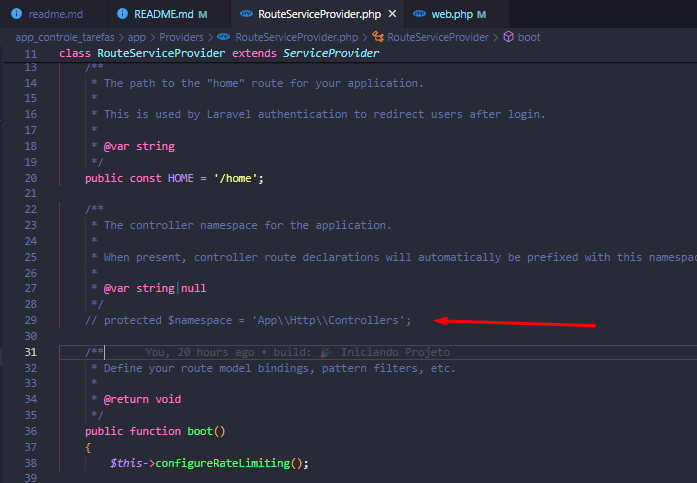 readme.md README.md M RouteServiceProvider.php web.php M
app_controle_tarefas > app > Providers > RouteServiceProvider.php > RouteServiceProvider > boot
11 class RouteServiceProvider extends ServiceProvider
13 /**
14 * The path to the "home" route for your application.
15 *
16 * This is used by Laravel authentication to redirect users after login.
17 *
18 * @var string
19 */
20 public const HOME = '/home';
21
22 /**
23 * The controller namespace for the application.
24 *
25 * When present, controller route declarations will automatically be prefixed with this namespac
26 *
27 * @var string|null
28 */
29 // protected $namespace = 'App\\Http\\Controllers';
30
31 /** You, 20 hours ago • build: 🎉 Iniciando Projeto
32 * Define your route model bindings, pattern filters, etc.
33 *
34 * @return void
35 */
36 public function boot()
37 {
38 $this->configureRateLimiting();
39